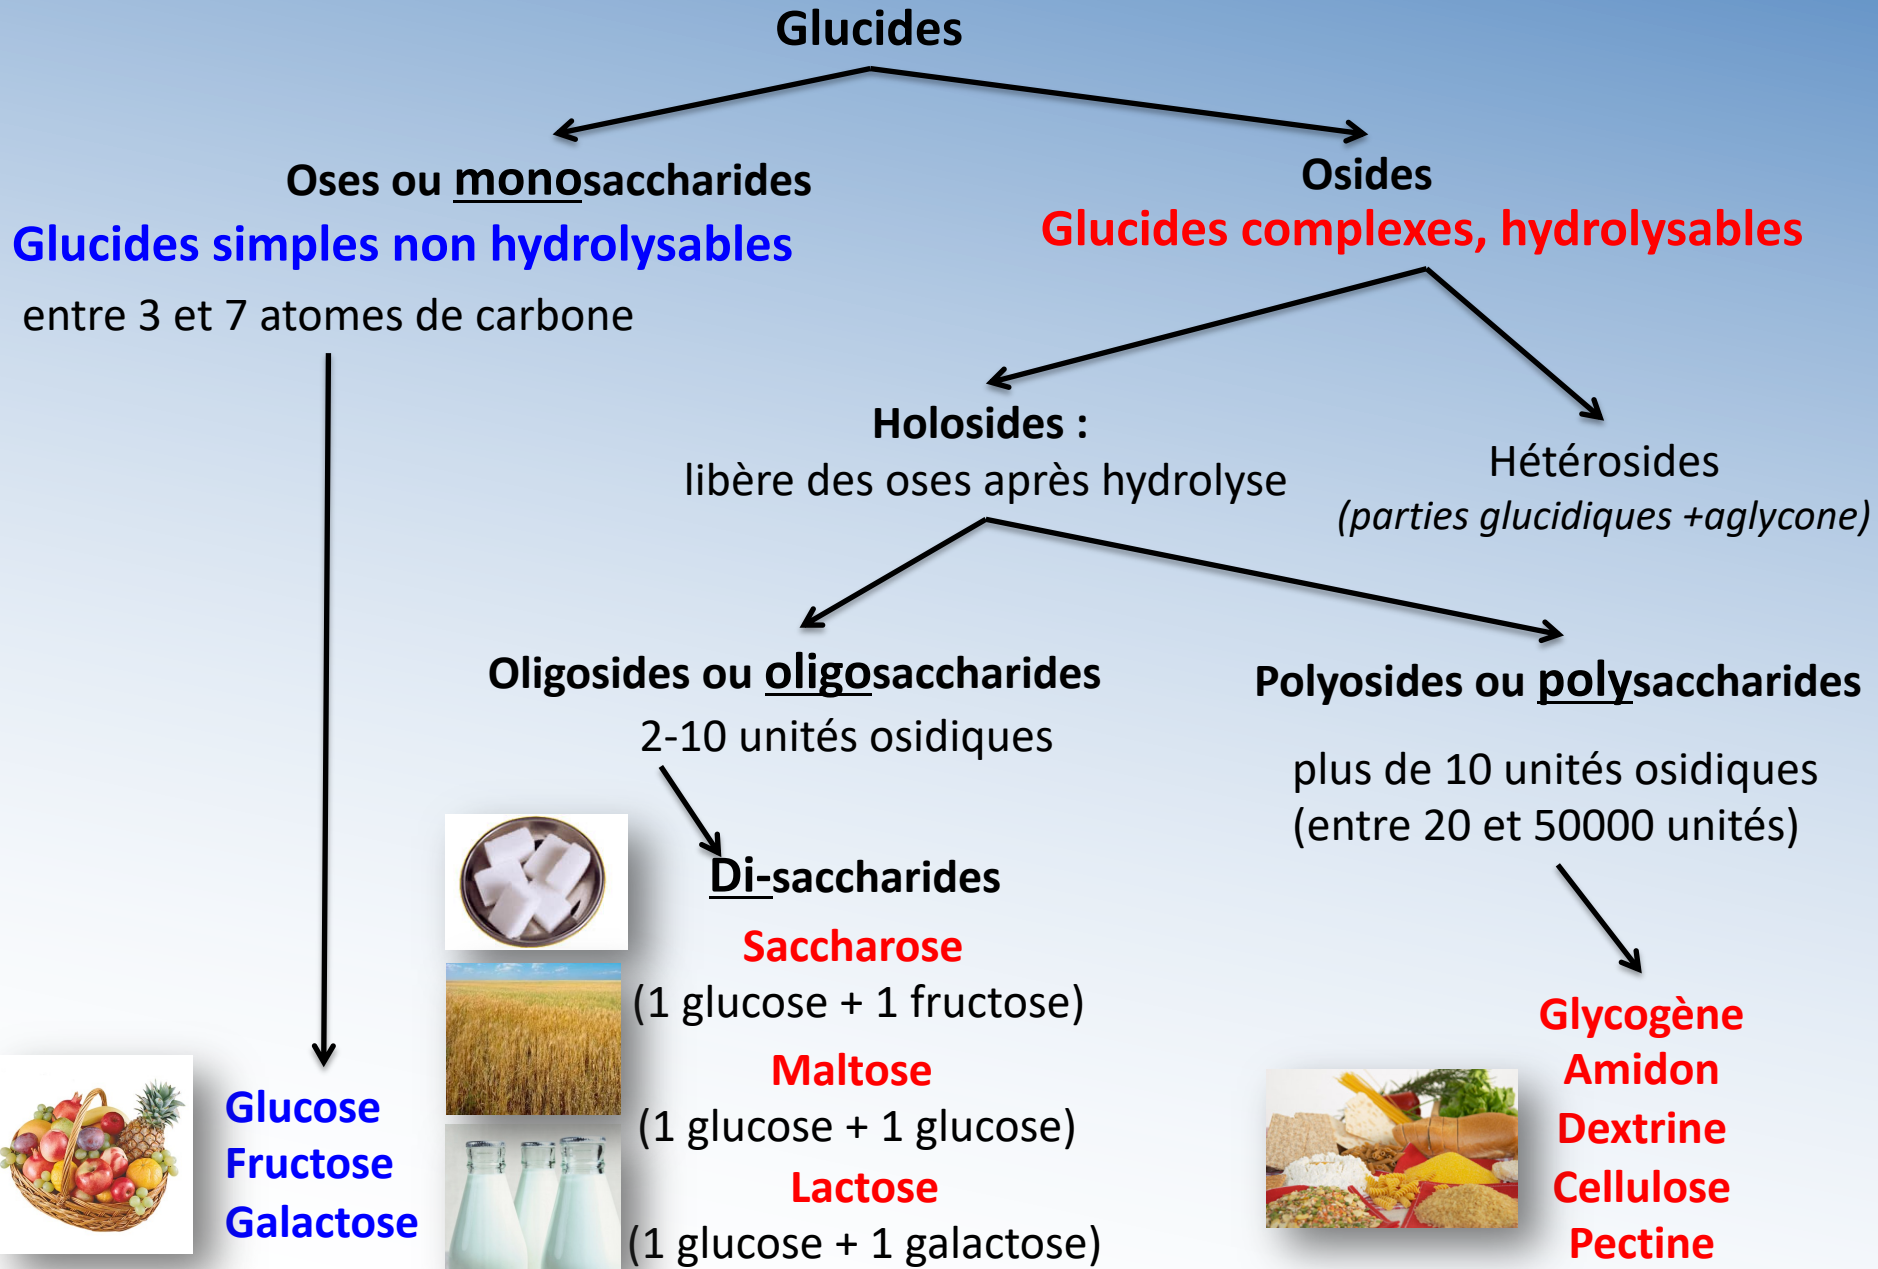 Glucides
Oses ou monosaccharides
Glucides simples non hydrolysables
entre 3 et 7 atomes de carbone
Osides
Glucides complexes, hydrolysables
Holosides :
libère des oses après hydrolyse
Hétérosides
(parties glucidiques +aglycone)
Oligosides ou oligosaccharides
2-10 unités osidiques
Polyosides ou polysaccharides
plus de 10 unités osidiques
(entre 20 et 50000 unités)
Di-saccharides
Saccharose
(1 glucose + 1 fructose)
Maltose
(1 glucose + 1 glucose)
Lactose
(1 glucose + 1 galactose)
Glucose
Fructose
Galactose
Glycogène
Amidon
Dextrine
Cellulose
Pectine